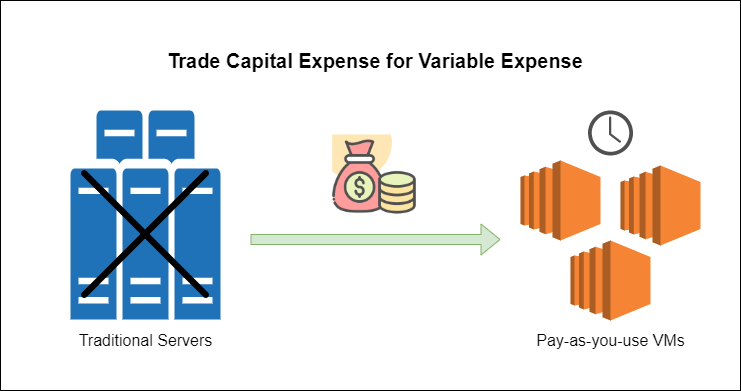 Trade Capital Expense for Variable Expense
$
Traditional Servers
Pay-as-you-use VMs